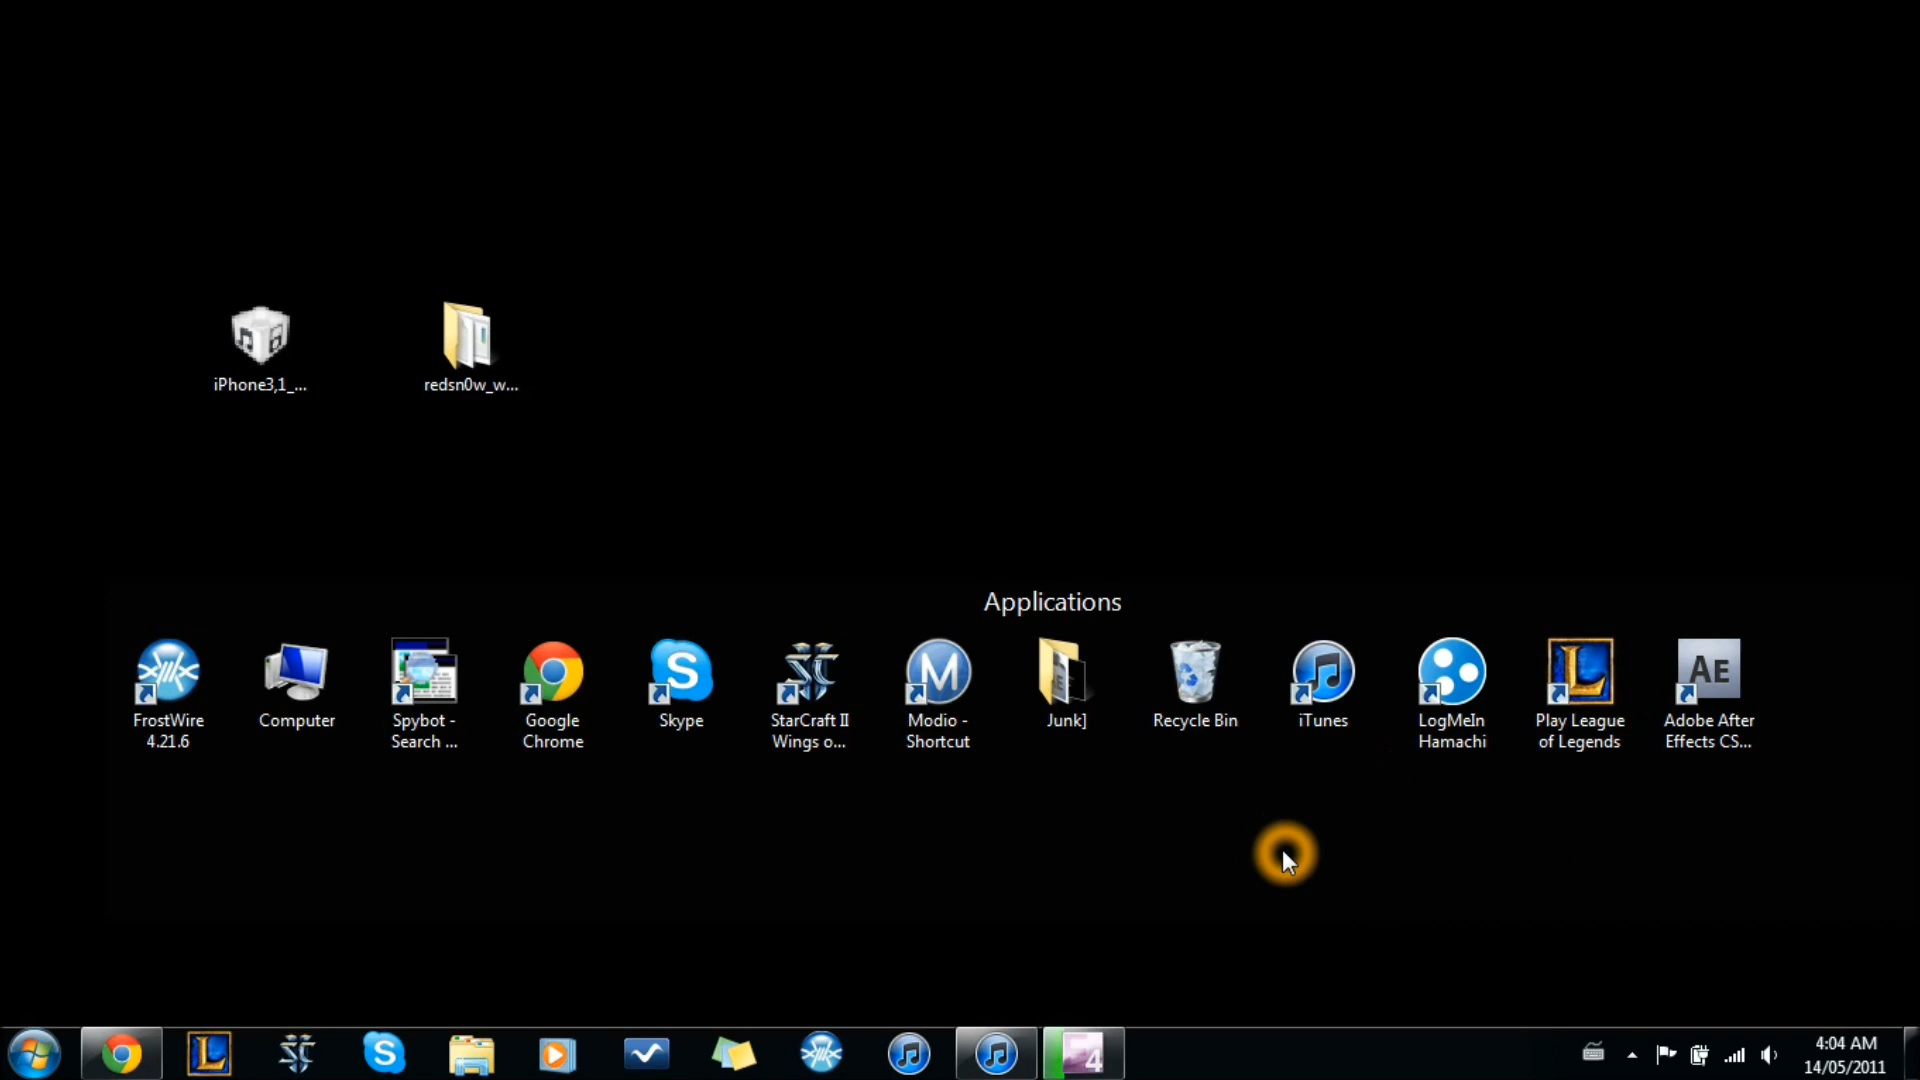 iPhone3,1_...
redsn0w_w...
Applications
FrostWire
4.21.6
Computer
Spybot -
Search ...
Google
Chrome
Skype
StarCraft II
Wings o...
Modio -
Shortcut
Junk]
Recycle Bin
iTunes
LogMeIn
Hamachi
Play League
of Legends
AE
Adobe After
Effects CS...
4
4:04 AM
14/05/2011